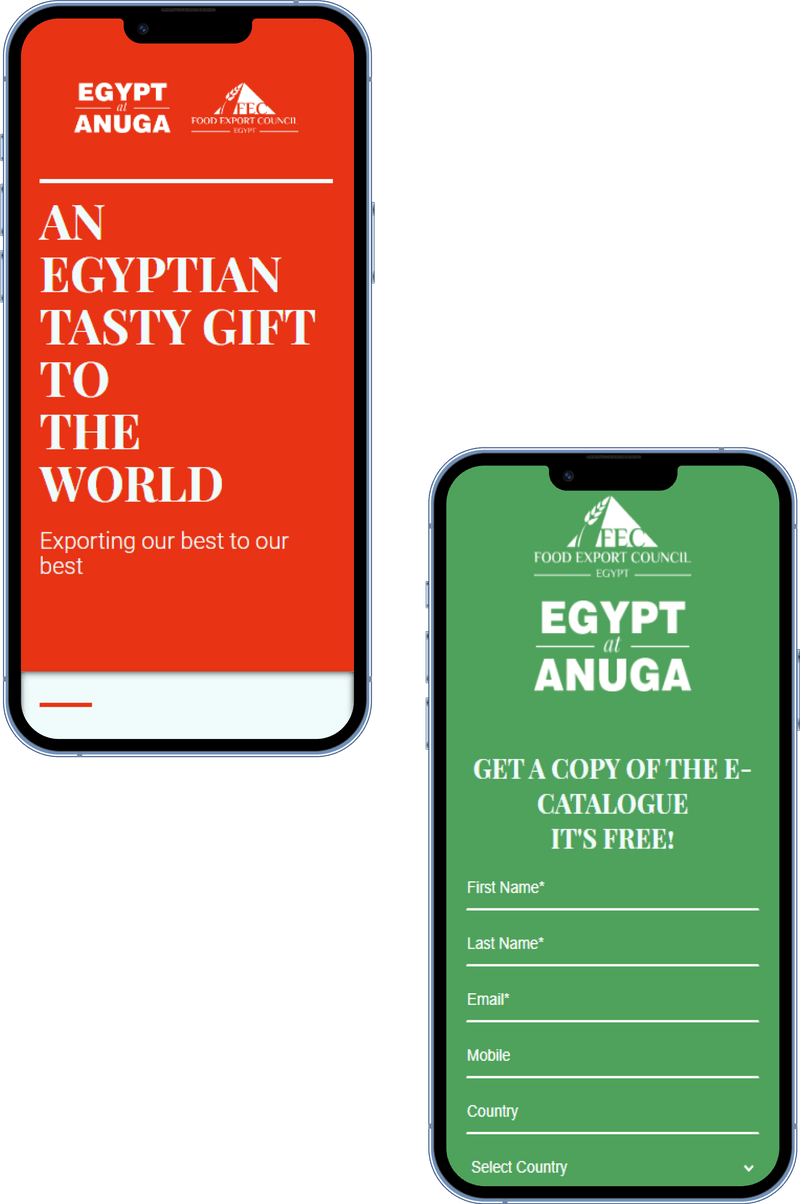 EGYPT
at
ANUGA
FEC
FOOD EXPORT COUNCIL
EGYPT
AN
EGYPTIAN
TASTY GIFT
TO
THE
WORLD
Exporting our best to our
best
FEC
FOOD EXPORT COUNCIL
EGYPT
EGYPT
at
ANUGA
GET A COPY OF THE E-
CATALOGUE
IT'S FREE!
First Name*
Last Name*
Email*
Mobile
Country
Select Country